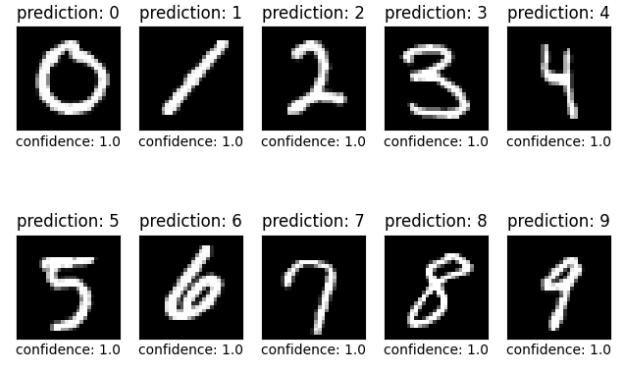 prediction: 0 prediction: 1 prediction: 2 prediction: 3 prediction: 4
0 1 2 3 4
confidence: 1.0 confidence: 1.0 confidence: 1.0 confidence: 1.0 confidence: 1.0
prediction: 5 prediction: 6 prediction: 7 prediction: 8 prediction: 9
5 6 7 8 9
confidence: 1.0 confidence: 1.0 confidence: 1.0 confidence: 1.0 confidence: 1.0